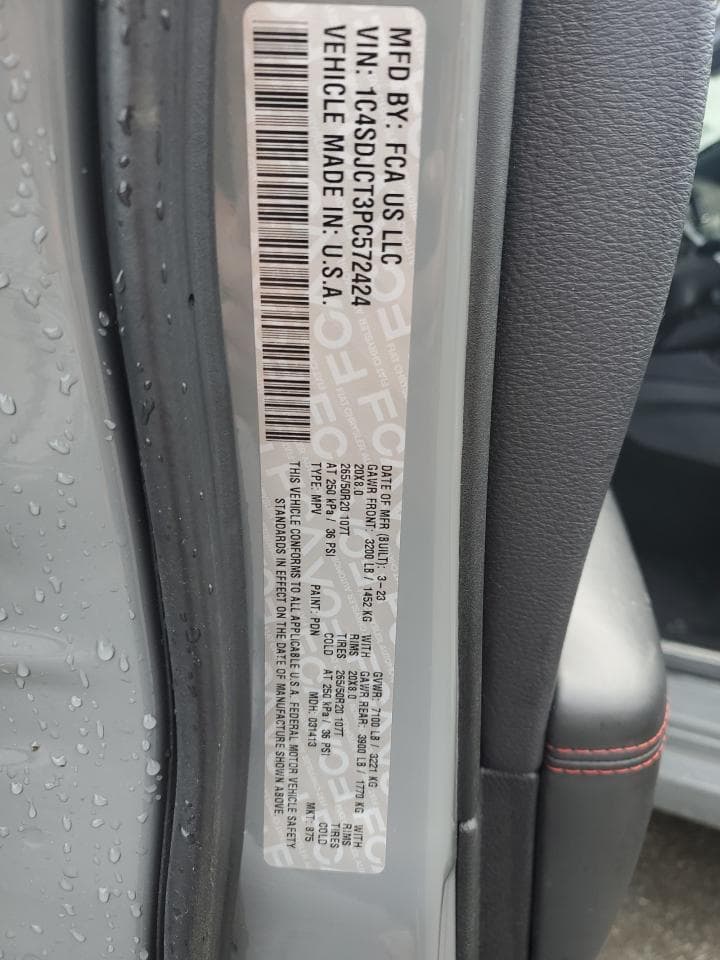 MFD BY: FCA US LLC
VIN: 1C4SDJCT3PC572424
VEHICLE MADE IN: U.S.A.
DATE OF MFR (BUILT): 3-23 GVWR: 7100 LB / 3221 KG
GAWR FRONT: 3200 LB / 1452 KG WITH GAWR REAR: 3900 LB / 1770 KG WITH
20X8.0 RIMS 20X8.0 RIMS
265/50R20 107T TIRES 265/50R20 107T TIRES
AT 250 kPa / 36 PSI COLD AT 250 kPa / 36 PSI COLD
TYPE: MPV PAINT: PDN MDH: 031413 MKT: 875
THIS VEHICLE CONFORMS TO ALL APPLICABLE U.S.A. FEDERAL MOTOR VEHICLE SAFETY
STANDARDS IN EFFECT ON THE DATE OF MANUFACTURE SHOWN ABOVE